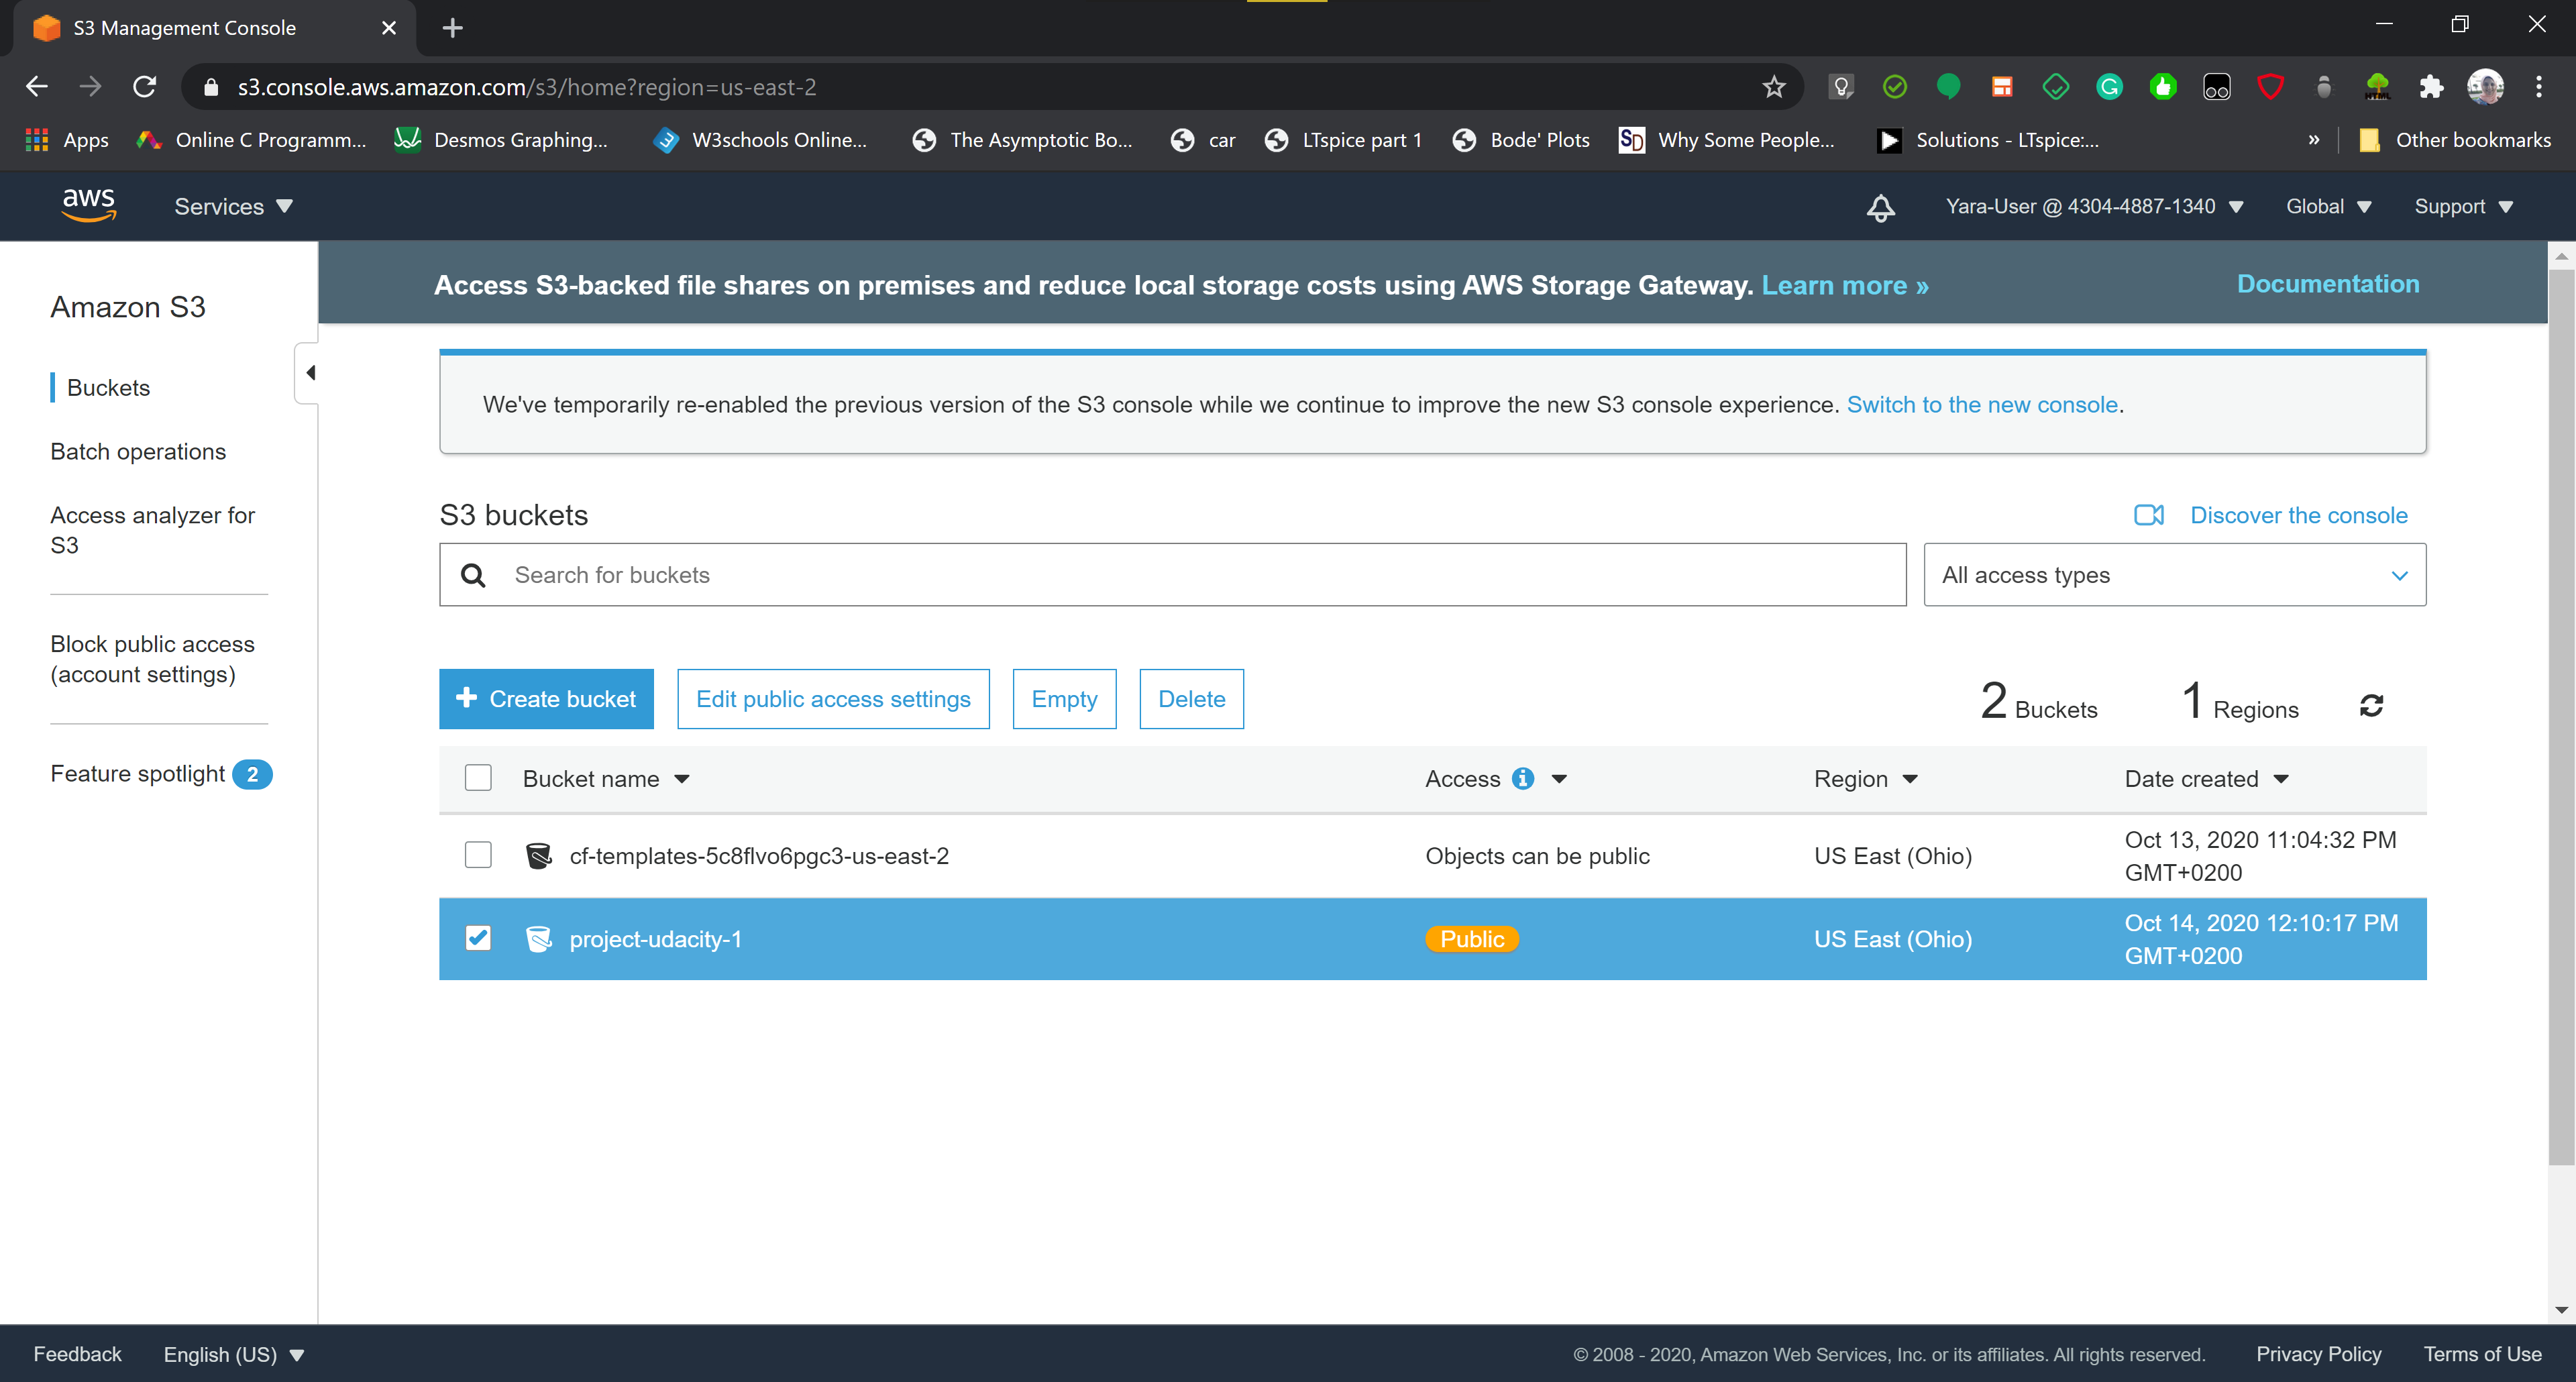 S3 Management Console
s3.console.aws.amazon.com/s3/home?region=us-east-2
Apps
Online C Programm...
Desmos Graphing...
W3schools Online...
The Asymptotic Bo...
car
LTspice part 1
Bode' Plots
SD
Why Some People...
Solutions - LTspice:...
»
Other bookmarks
aws
Services
Yara-User @ 4304-4887-1340
Global
Support
Amazon S3
Buckets
Batch operations
Access analyzer for
S3
Block public access
(account settings)
Feature spotlight 2
Access S3-backed file shares on premises and reduce local storage costs using AWS Storage Gateway. Learn more »
Documentation
We've temporarily re-enabled the previous version of the S3 console while we continue to improve the new S3 console experience. Switch to the new console.
S3 buckets
Discover the console
Search for buckets
All access types
Create bucket
Edit public access settings
Empty
Delete
2 Buckets
1 Regions
Bucket name
Access
Region
Date created
cf-templates-5c8flvo6pgc3-us-east-2
Objects can be public
US East (Ohio)
Oct 13, 2020 11:04:32 PM
GMT+0200
project-udacity-1
Public
US East (Ohio)
Oct 14, 2020 12:10:17 PM
GMT+0200
Feedback
English (US)
© 2008 - 2020, Amazon Web Services, Inc. or its affiliates. All rights reserved.
Privacy Policy
Terms of Use